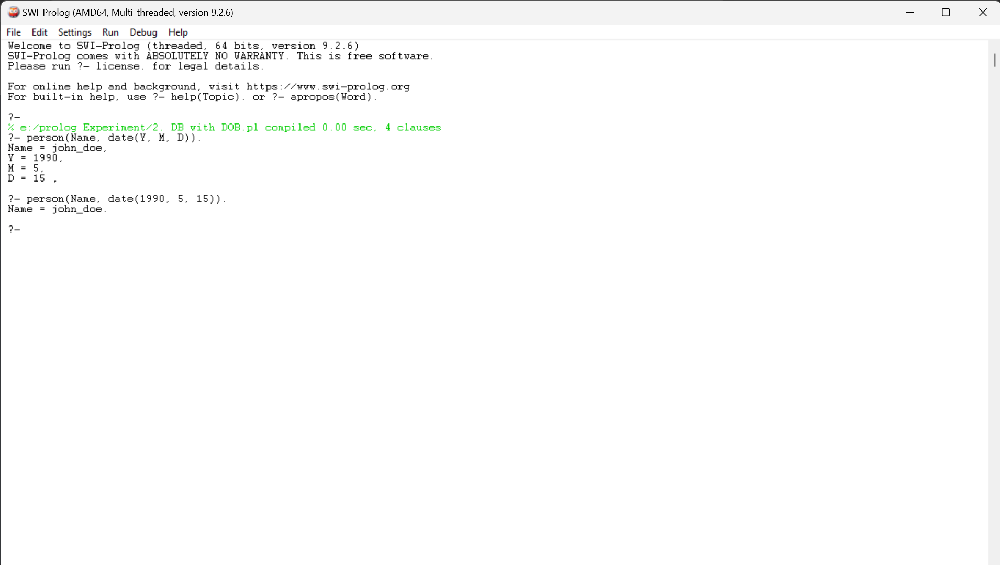 SWI-Prolog (AMD64, Multi-threaded, version 9.2.6)
File Edit Settings Run Debug Help
Welcome to SWI-Prolog (threaded, 64 bits, version 9.2.6)
SWI-Prolog comes with ABSOLUTELY NO WARRANTY. This is free software.
Please run ?- license. for legal details.
For online help and background, visit https://www.swi-prolog.org
For built-in help, use ?- help(Topic). or ?- apropos(Word).
?-
% e:/prolog Experiment/2. DB with DOB.pl compiled 0.00 sec, 4 clauses
?- person(Name, date(Y, M, D)).
Name = john_doe,
Y = 1990,
M = 5,
D = 15 .
?- person(Name, date(1990, 5, 15)).
Name = john_doe.
?-